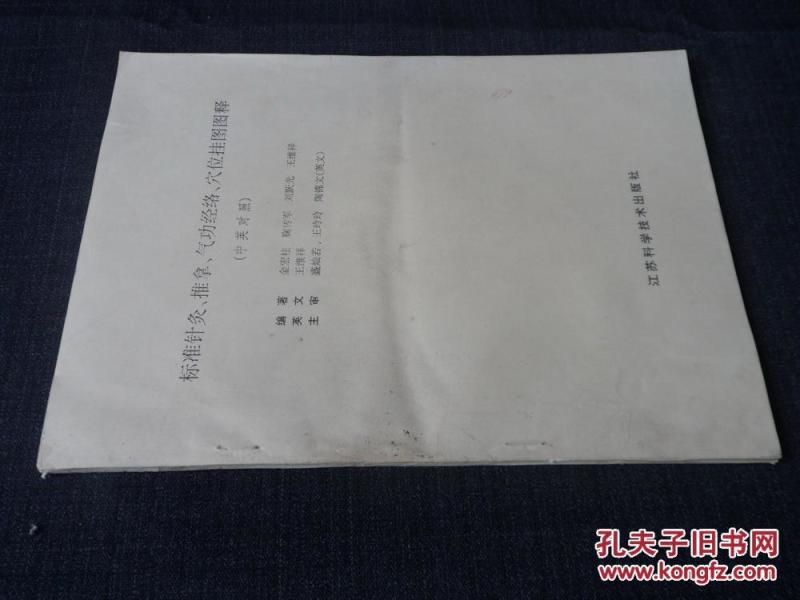 标准针灸、推拿、气功经络、穴位挂图图释
(中英对照)
编著 金宏柱 鞠传军 刘默光 王维祥
英文 王维祥
主审 盛灿若，王玲玲 陶锦文(英文)
江苏科学技术出版社
孔夫子旧书网
www.kongfz.com